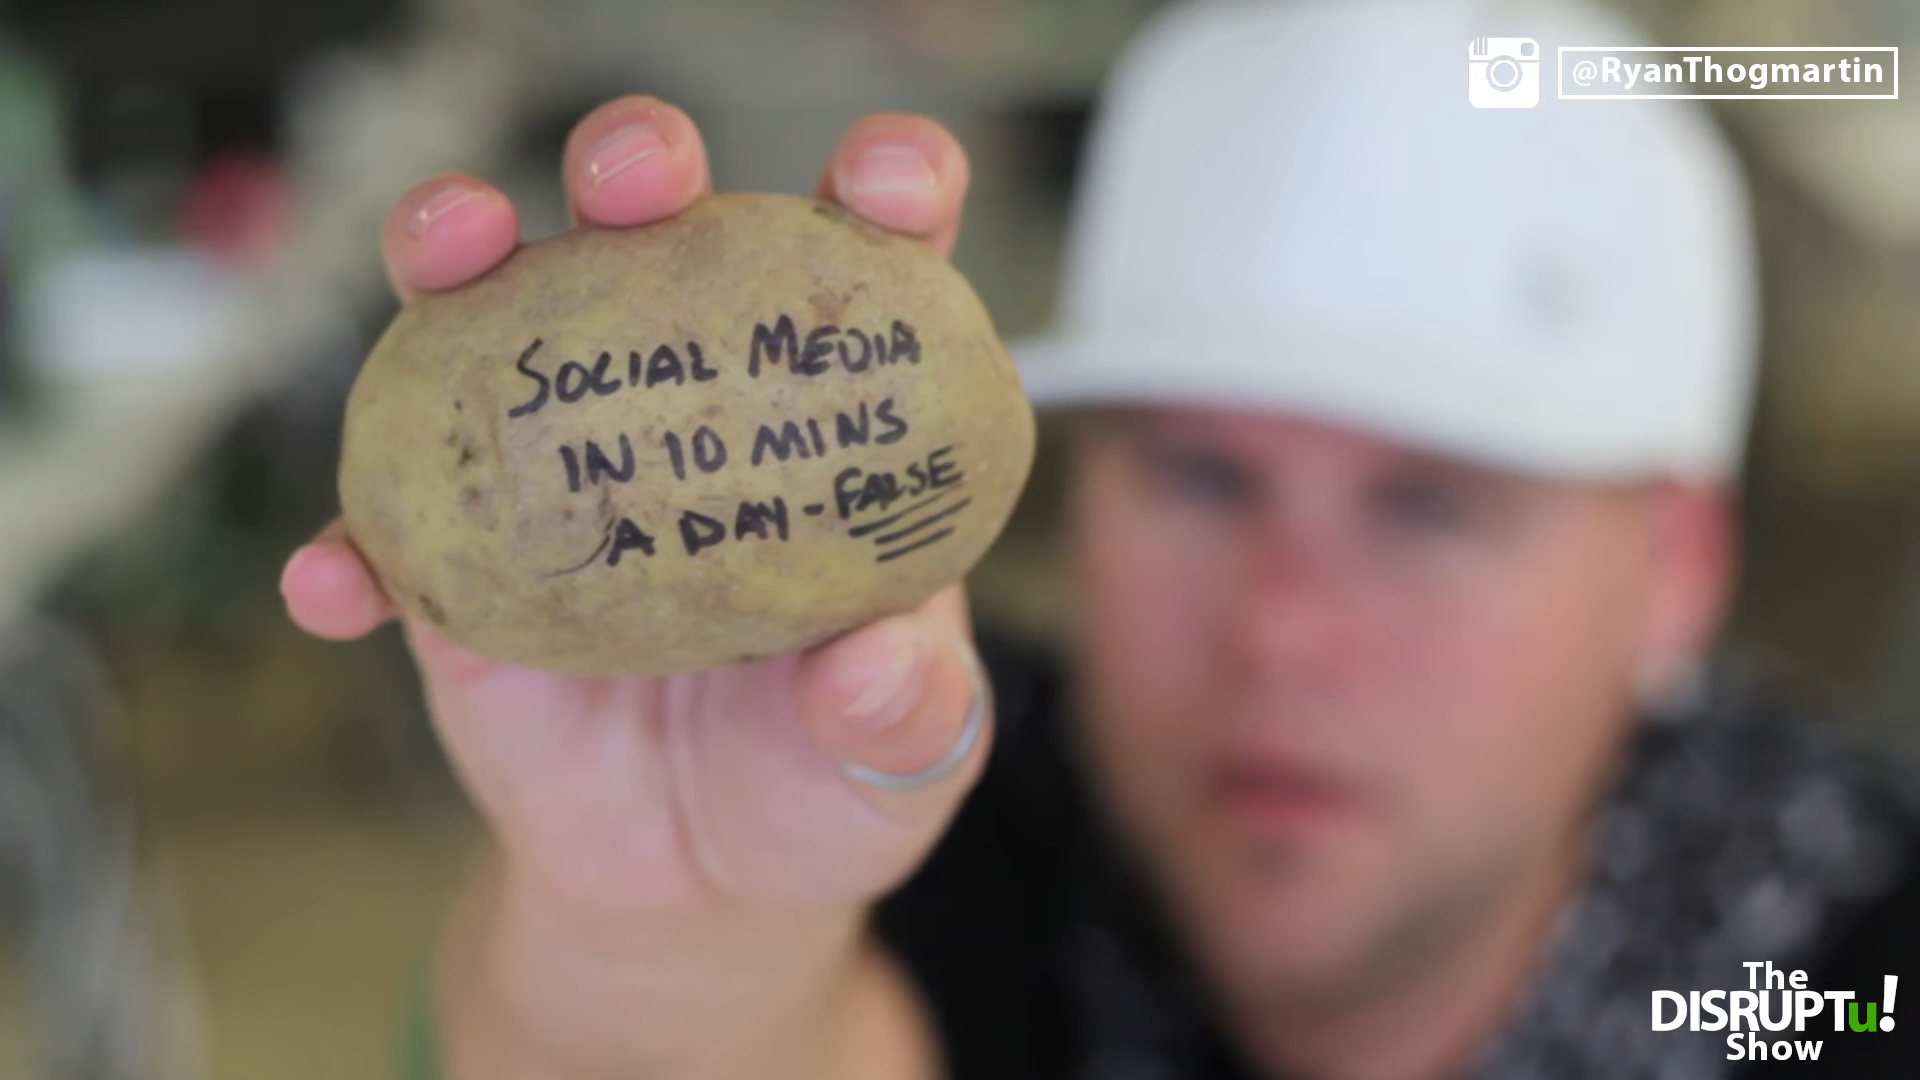 @RyanThogmartin
SOCIAL MEDIA
IN 10 MINS
A DAY - FALSE
The
DISRUPTu!
Show